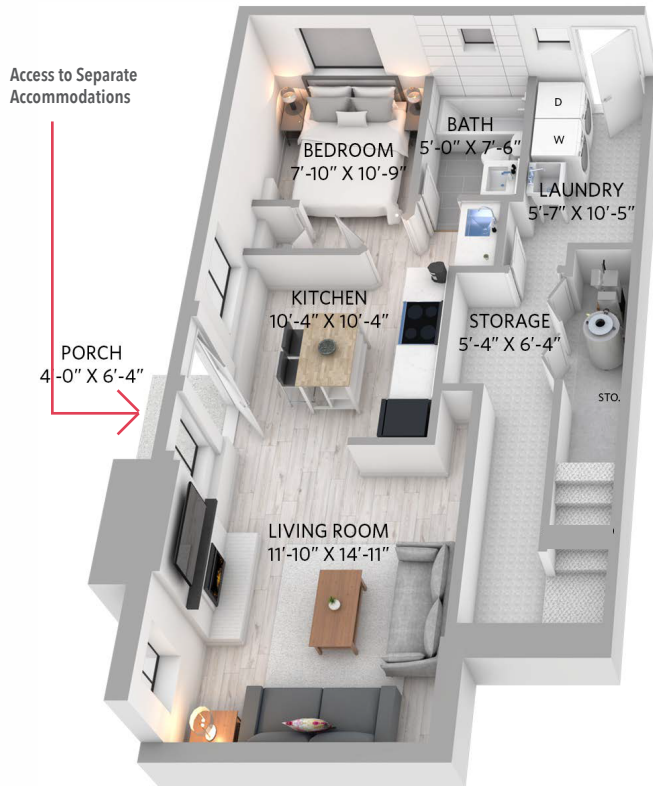 Access to Separate
Accommodations
D
W
BATH
5’-0” X 7’-6”
BEDROOM
7’-10” X 10’-9”
LAUNDRY
5’-7” X 10’-5”
KITCHEN
10’-4” X 10’-4”
STORAGE
5’-4” X 6’-4”
PORCH
4’-0” X 6’-4”
STO.
LIVING ROOM
11’-10” X 14’-11”